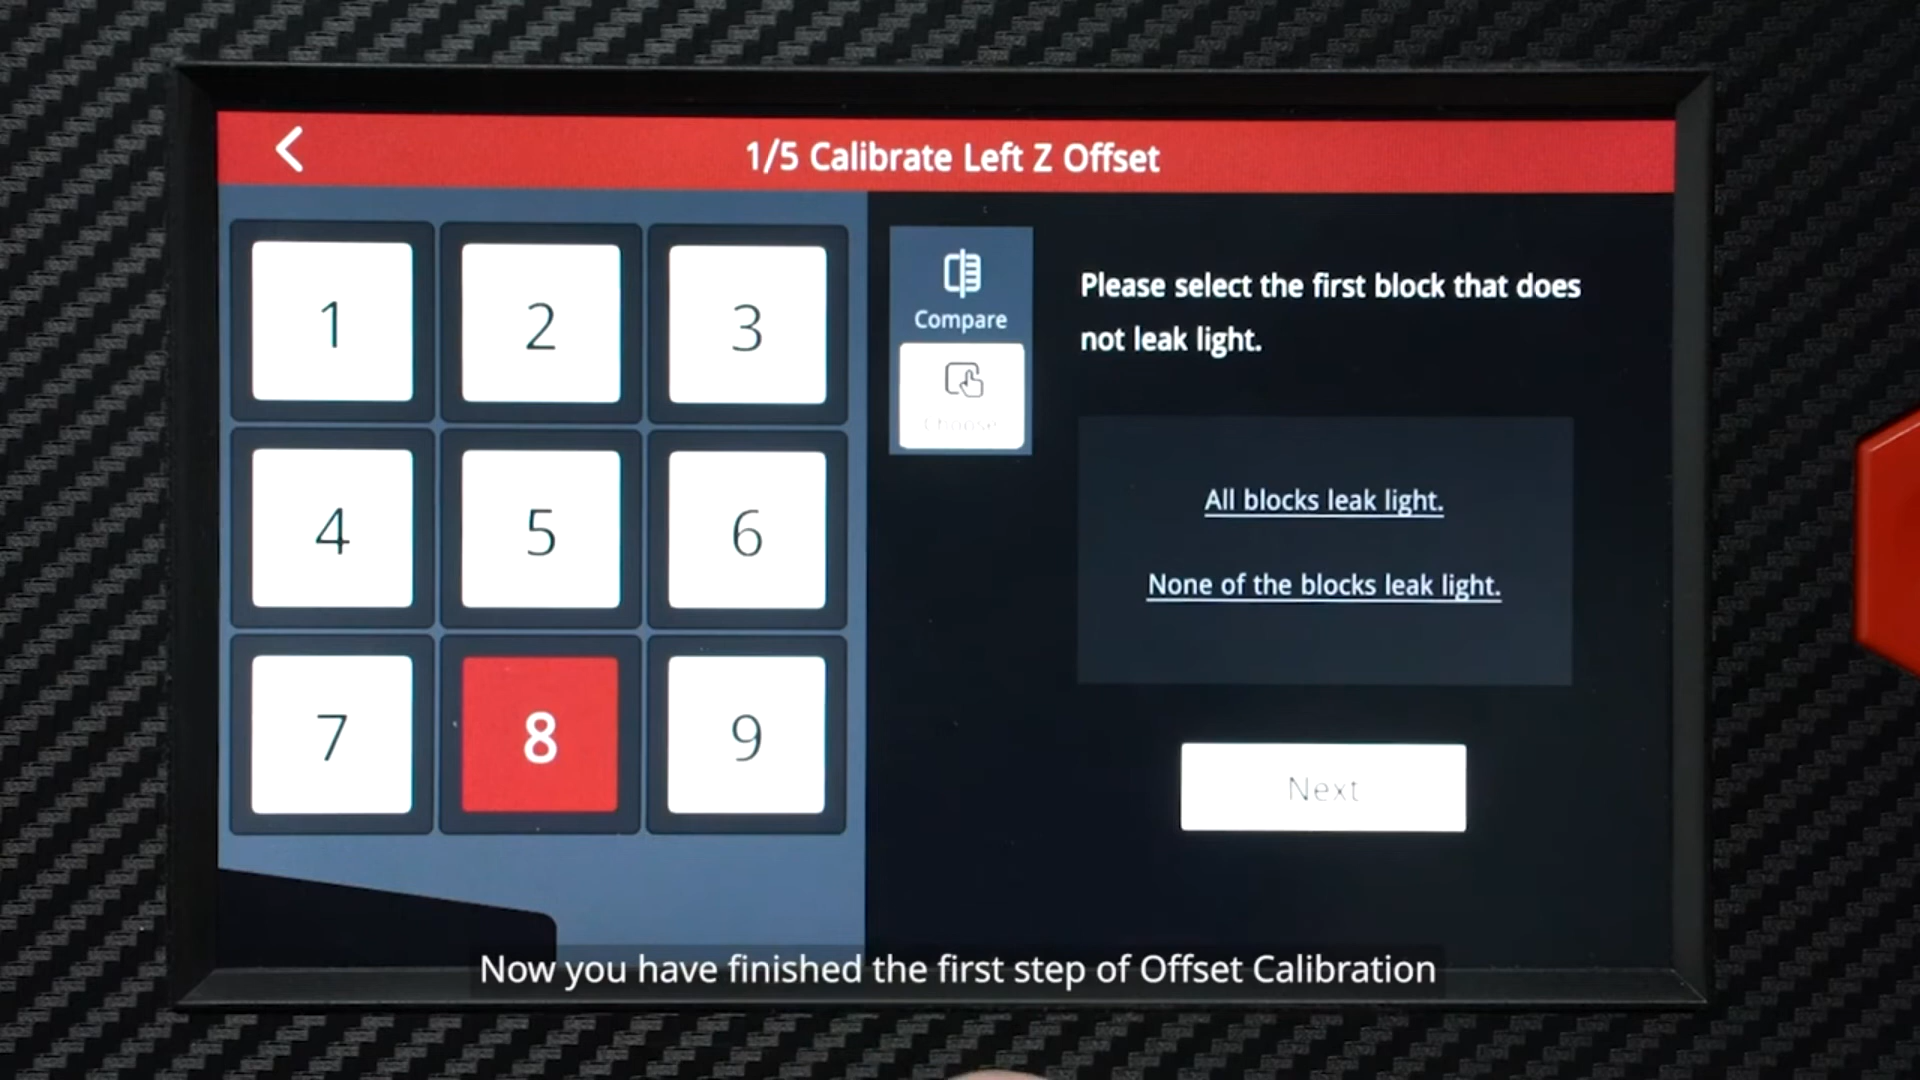 1/5 Calibrate Left Z Offset
1
2
3
4
5
6
7
8
9
Compare
Choose
Please select the first block that does
not leak light.
All blocks leak light.
None of the blocks leak light.
Next
Now you have finished the first step of Offset Calibration